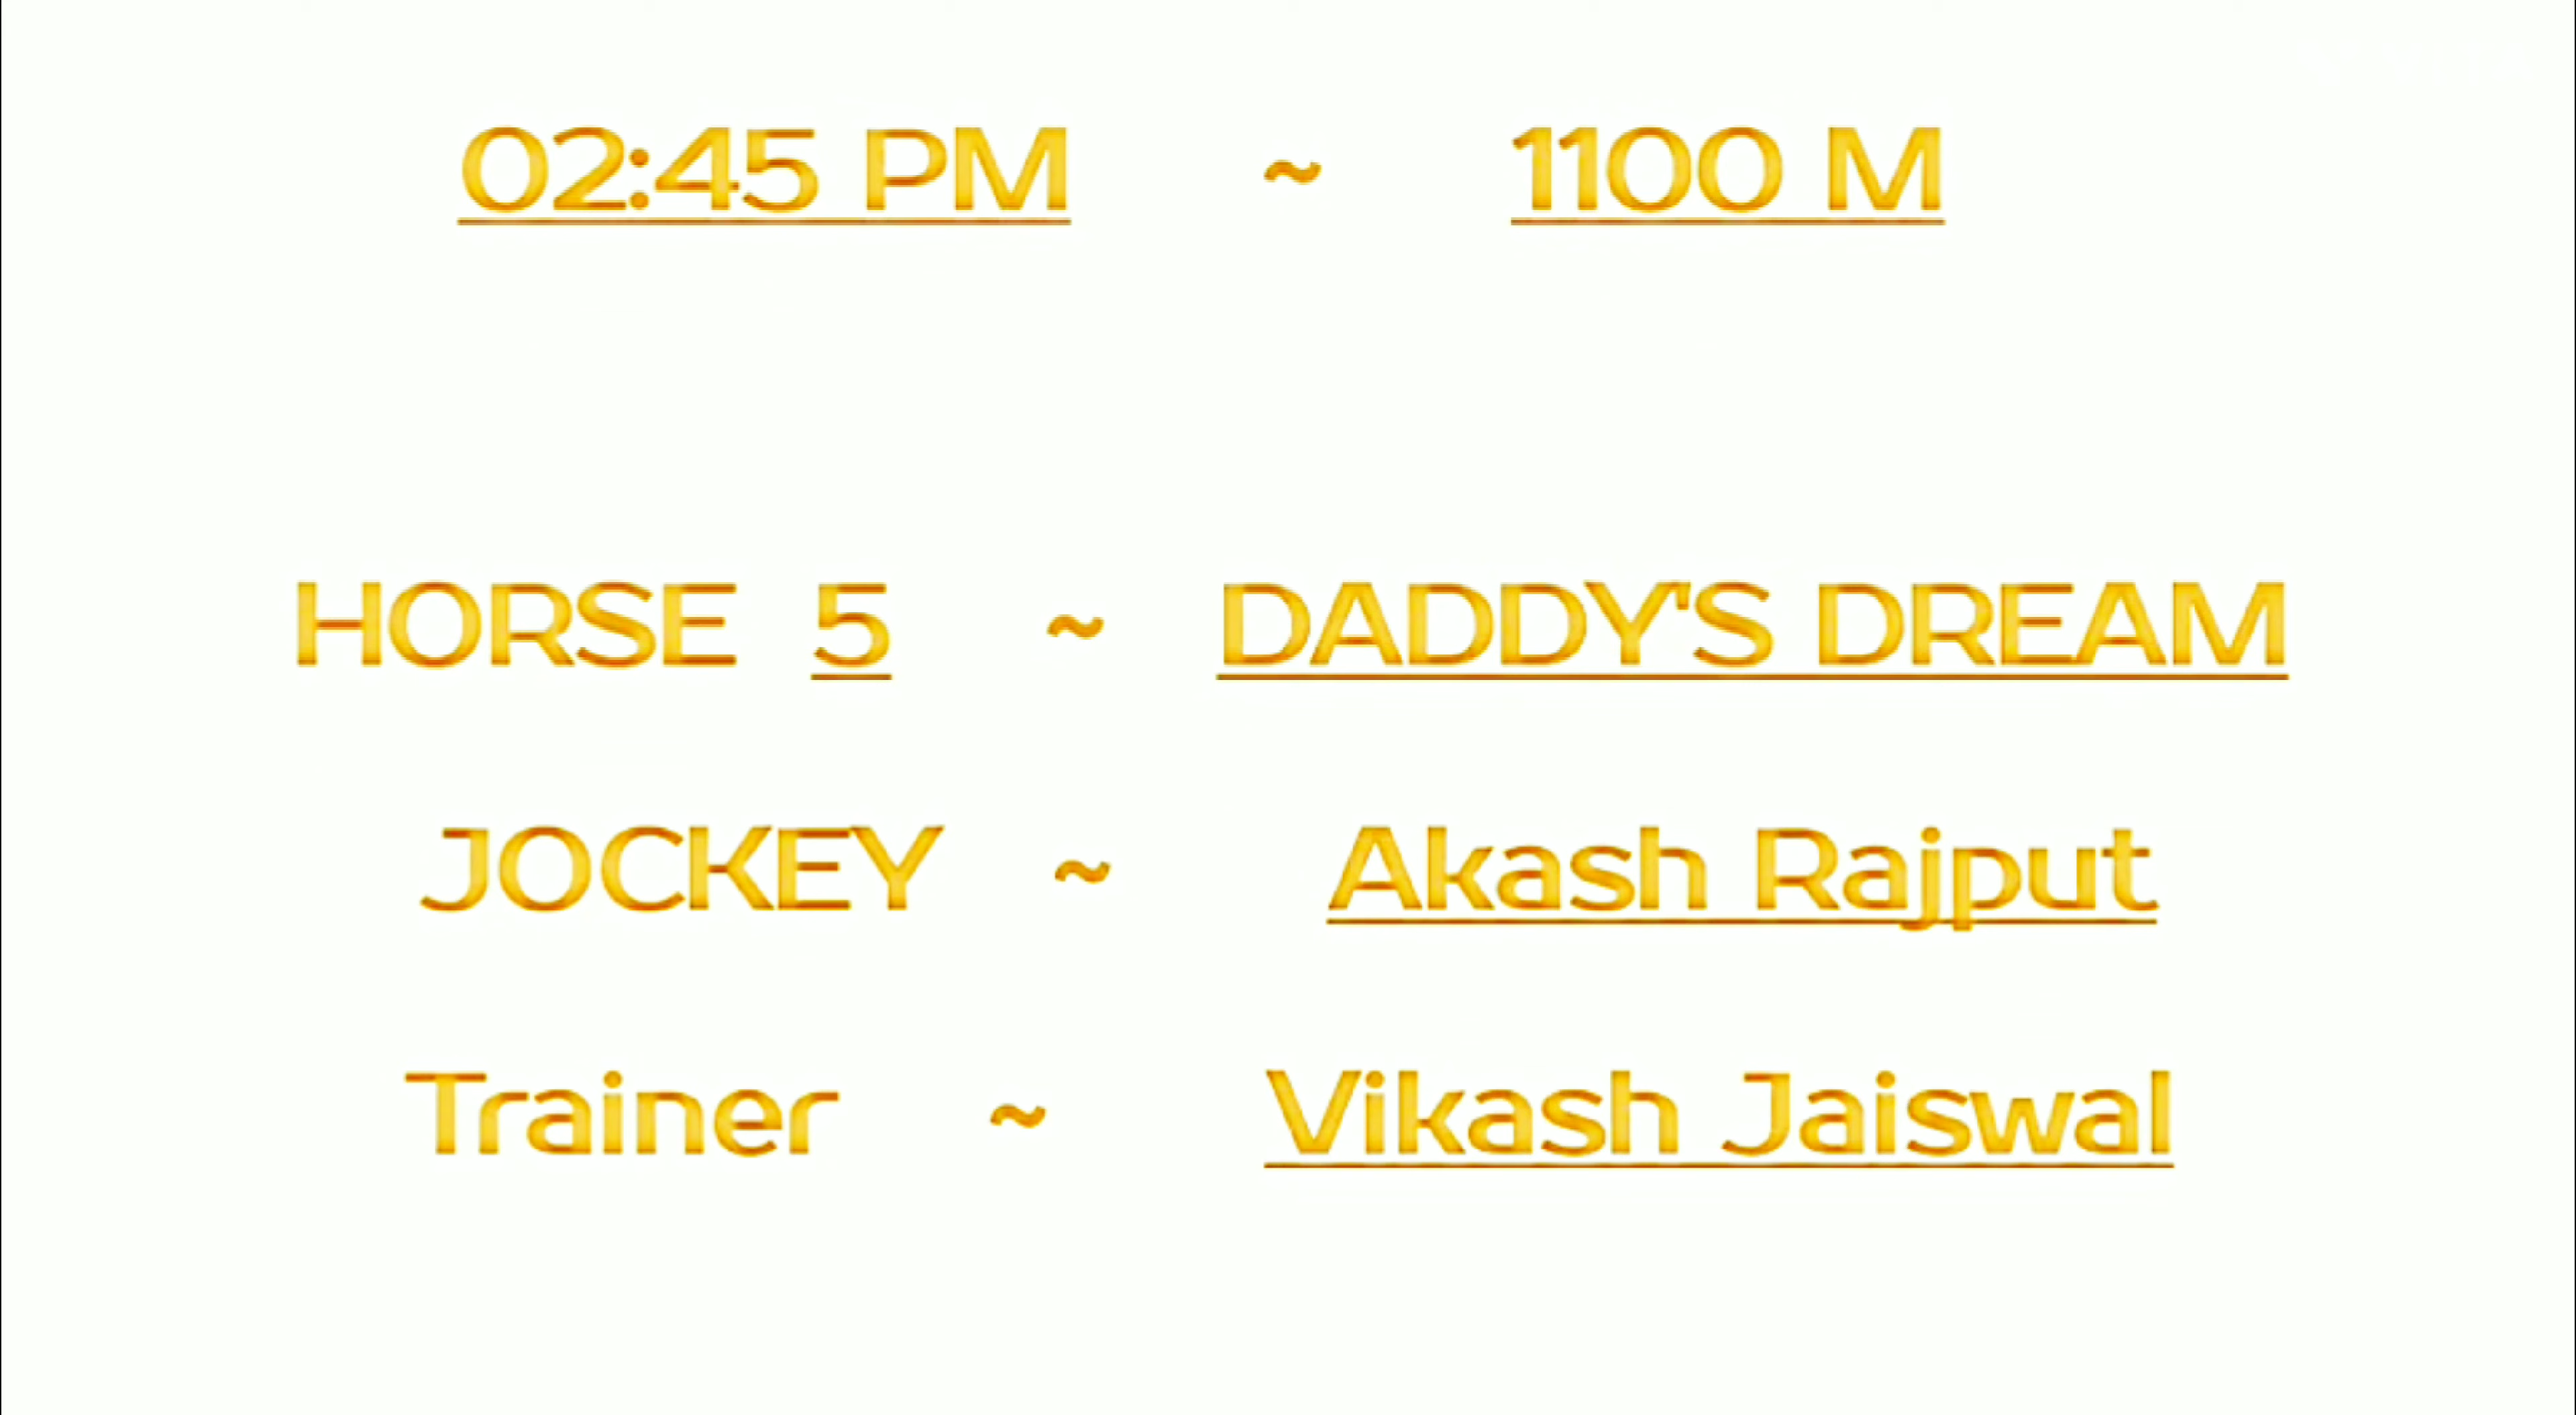 02:45 PM ~ 1100 M
HORSE 5 ~ DADDY'S DREAM
JOCKEY ~ Akash Rajput
Trainer ~ Vikash Jaiswal